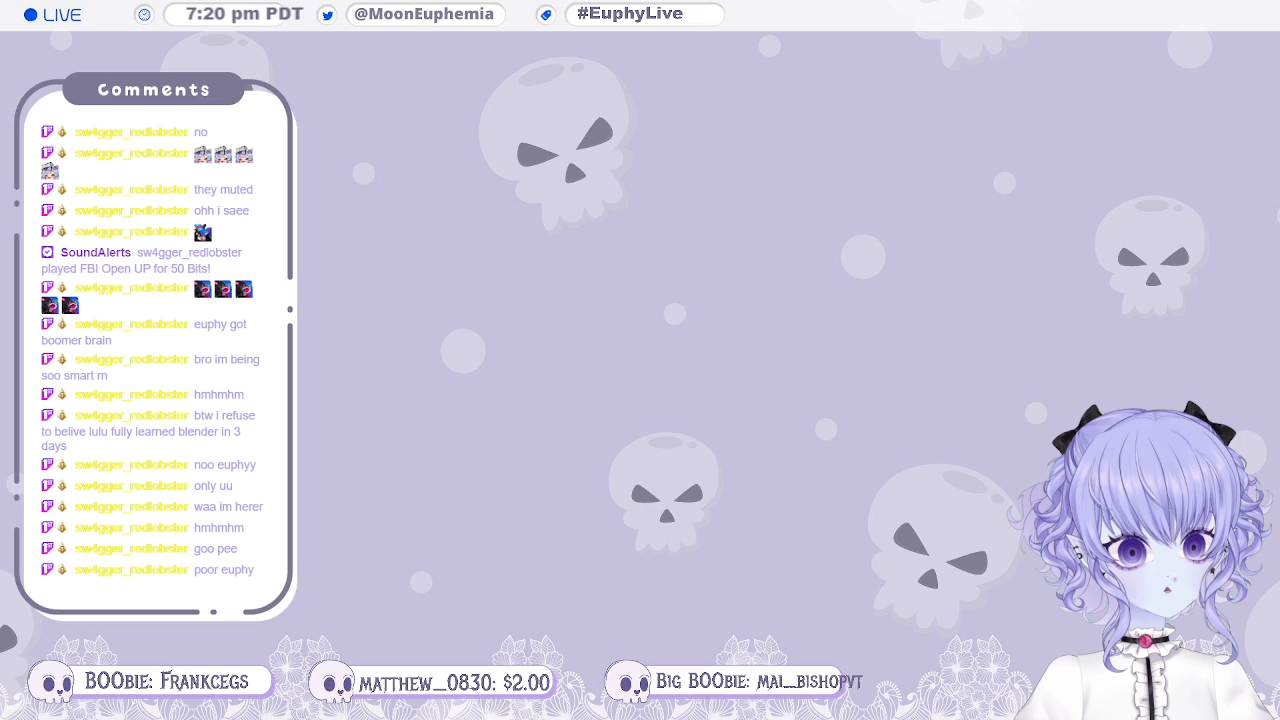 LIVE
7:20 pm PDT
@MoonEuphemia
#EuphyLive
Comments
sw4gger_redlobster no
sw4gger_redlobster
sw4gger_redlobster they muted
sw4gger_redlobster ohh i saee
sw4gger_redlobster
SoundAlerts sw4gger_redlobster
played FBI Open UP for 50 Bits!
sw4gger_redlobster
sw4gger_redlobster euphy got
boomer brain
sw4gger_redlobster bro im being
soo smart rn
sw4gger_redlobster hmhmhm
sw4gger_redlobster btw i refuse
to belive lulu fully learned blender in 3
days
sw4gger_redlobster noo euphyy
sw4gger_redlobster only uu
sw4gger_redlobster waa im herer
sw4gger_redlobster hmhmhm
sw4gger_redlobster goo pee
sw4gger_redlobster poor euphy
BOObie: Frankcegs
matthew_0830: $2.00
Big BOObie: mai_bishopvt